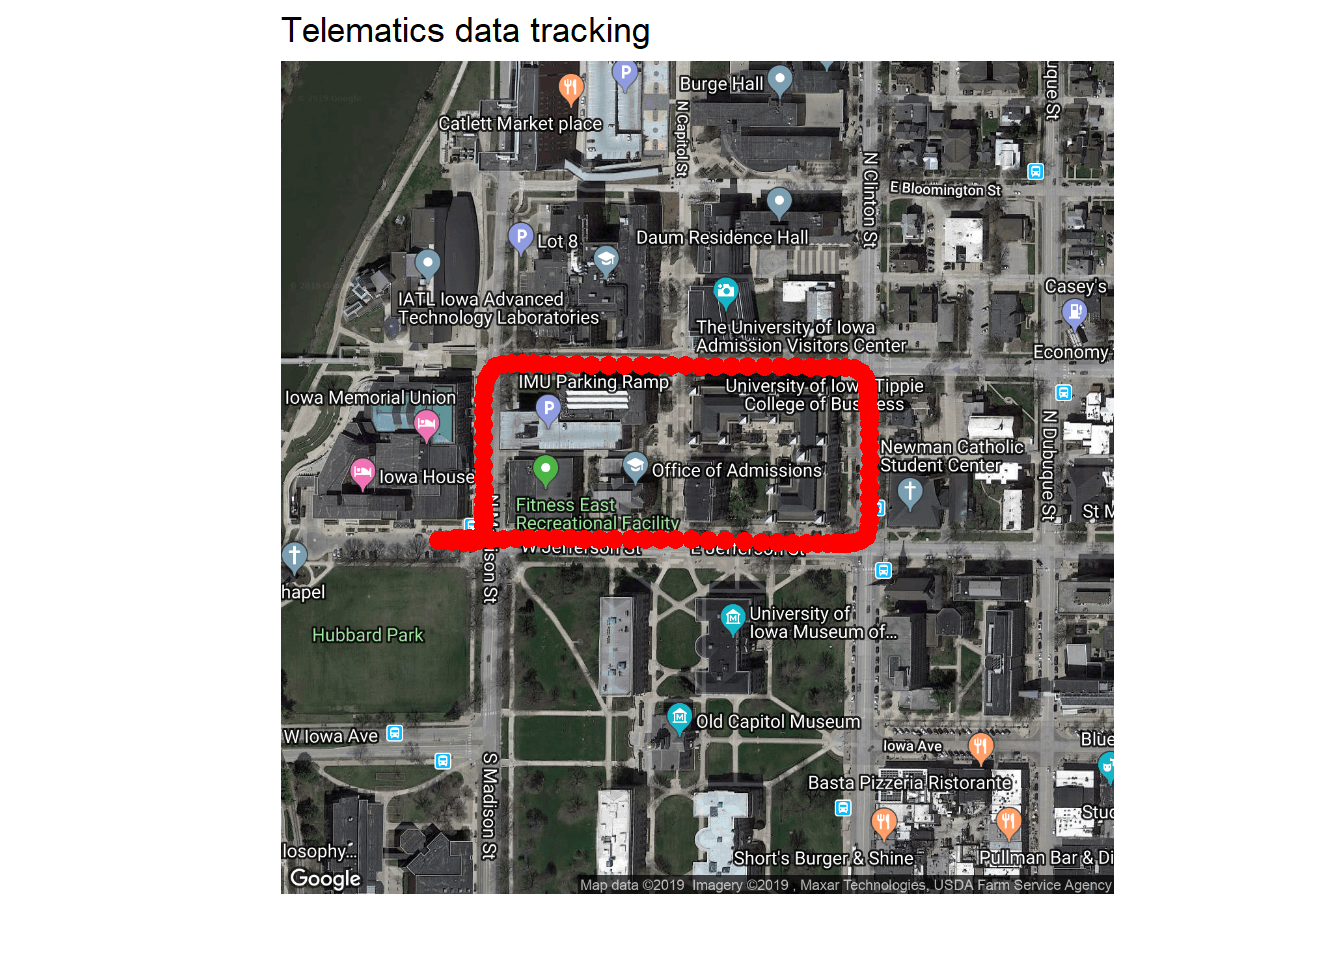 Telematics data tracking
P
Burge Hall
Catlett Market place
N Capitol St
N Clinton St
E Bloomington St
P
Lot 8
Daum Residence Hall
IATL Iowa Advanced
Technology Laboratories
The University of Iowa
Admission Visitors Center
Casey's
Economy
IMU Parking Ramp
P
University of Iow Tippie
College of Bus ess
Iowa Memorial Union
Newman Catholic
Student Center
N Dubuque St
Office of Admissions
Iowa House
Fitness East
Recreational Facility
St M
W Jefferson St
E Jefferson St
hapel
Hubbard Park
University of
Iowa Museum of...
Old Capitol Museum
W Iowa Ave
Iowa Ave
Blue
S Madison St
Basta Pizzeria Ristorante
Stud
losophy...
Short's Burger & Shine
Pullman Bar & Di
Google
Map data ©2019 Imagery ©2019 , Maxar Technologies, USDA Farm Service Agency